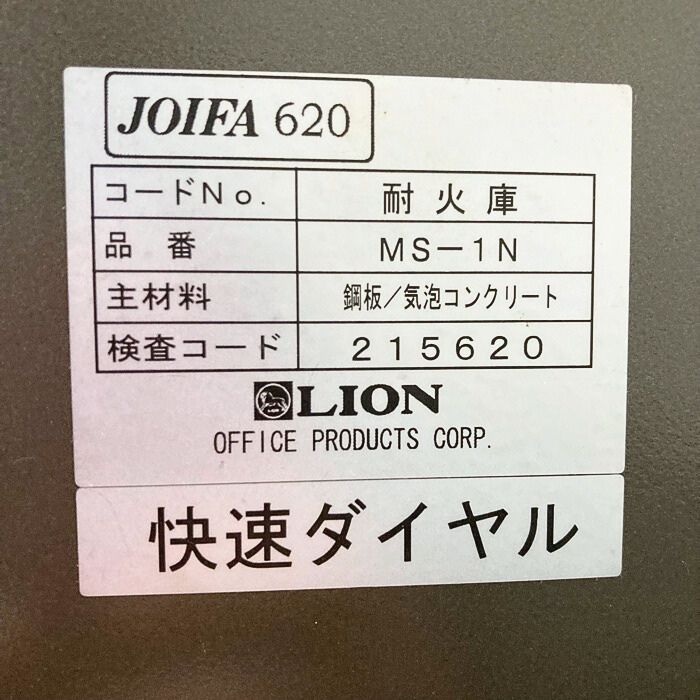 JOIFA 620
コードNo. 耐火庫
品番 MS-1N
主材料 鋼板/気泡コンクリート
検査コード 215620
LION
OFFICE PRODUCTS CORP.
快速ダイヤル